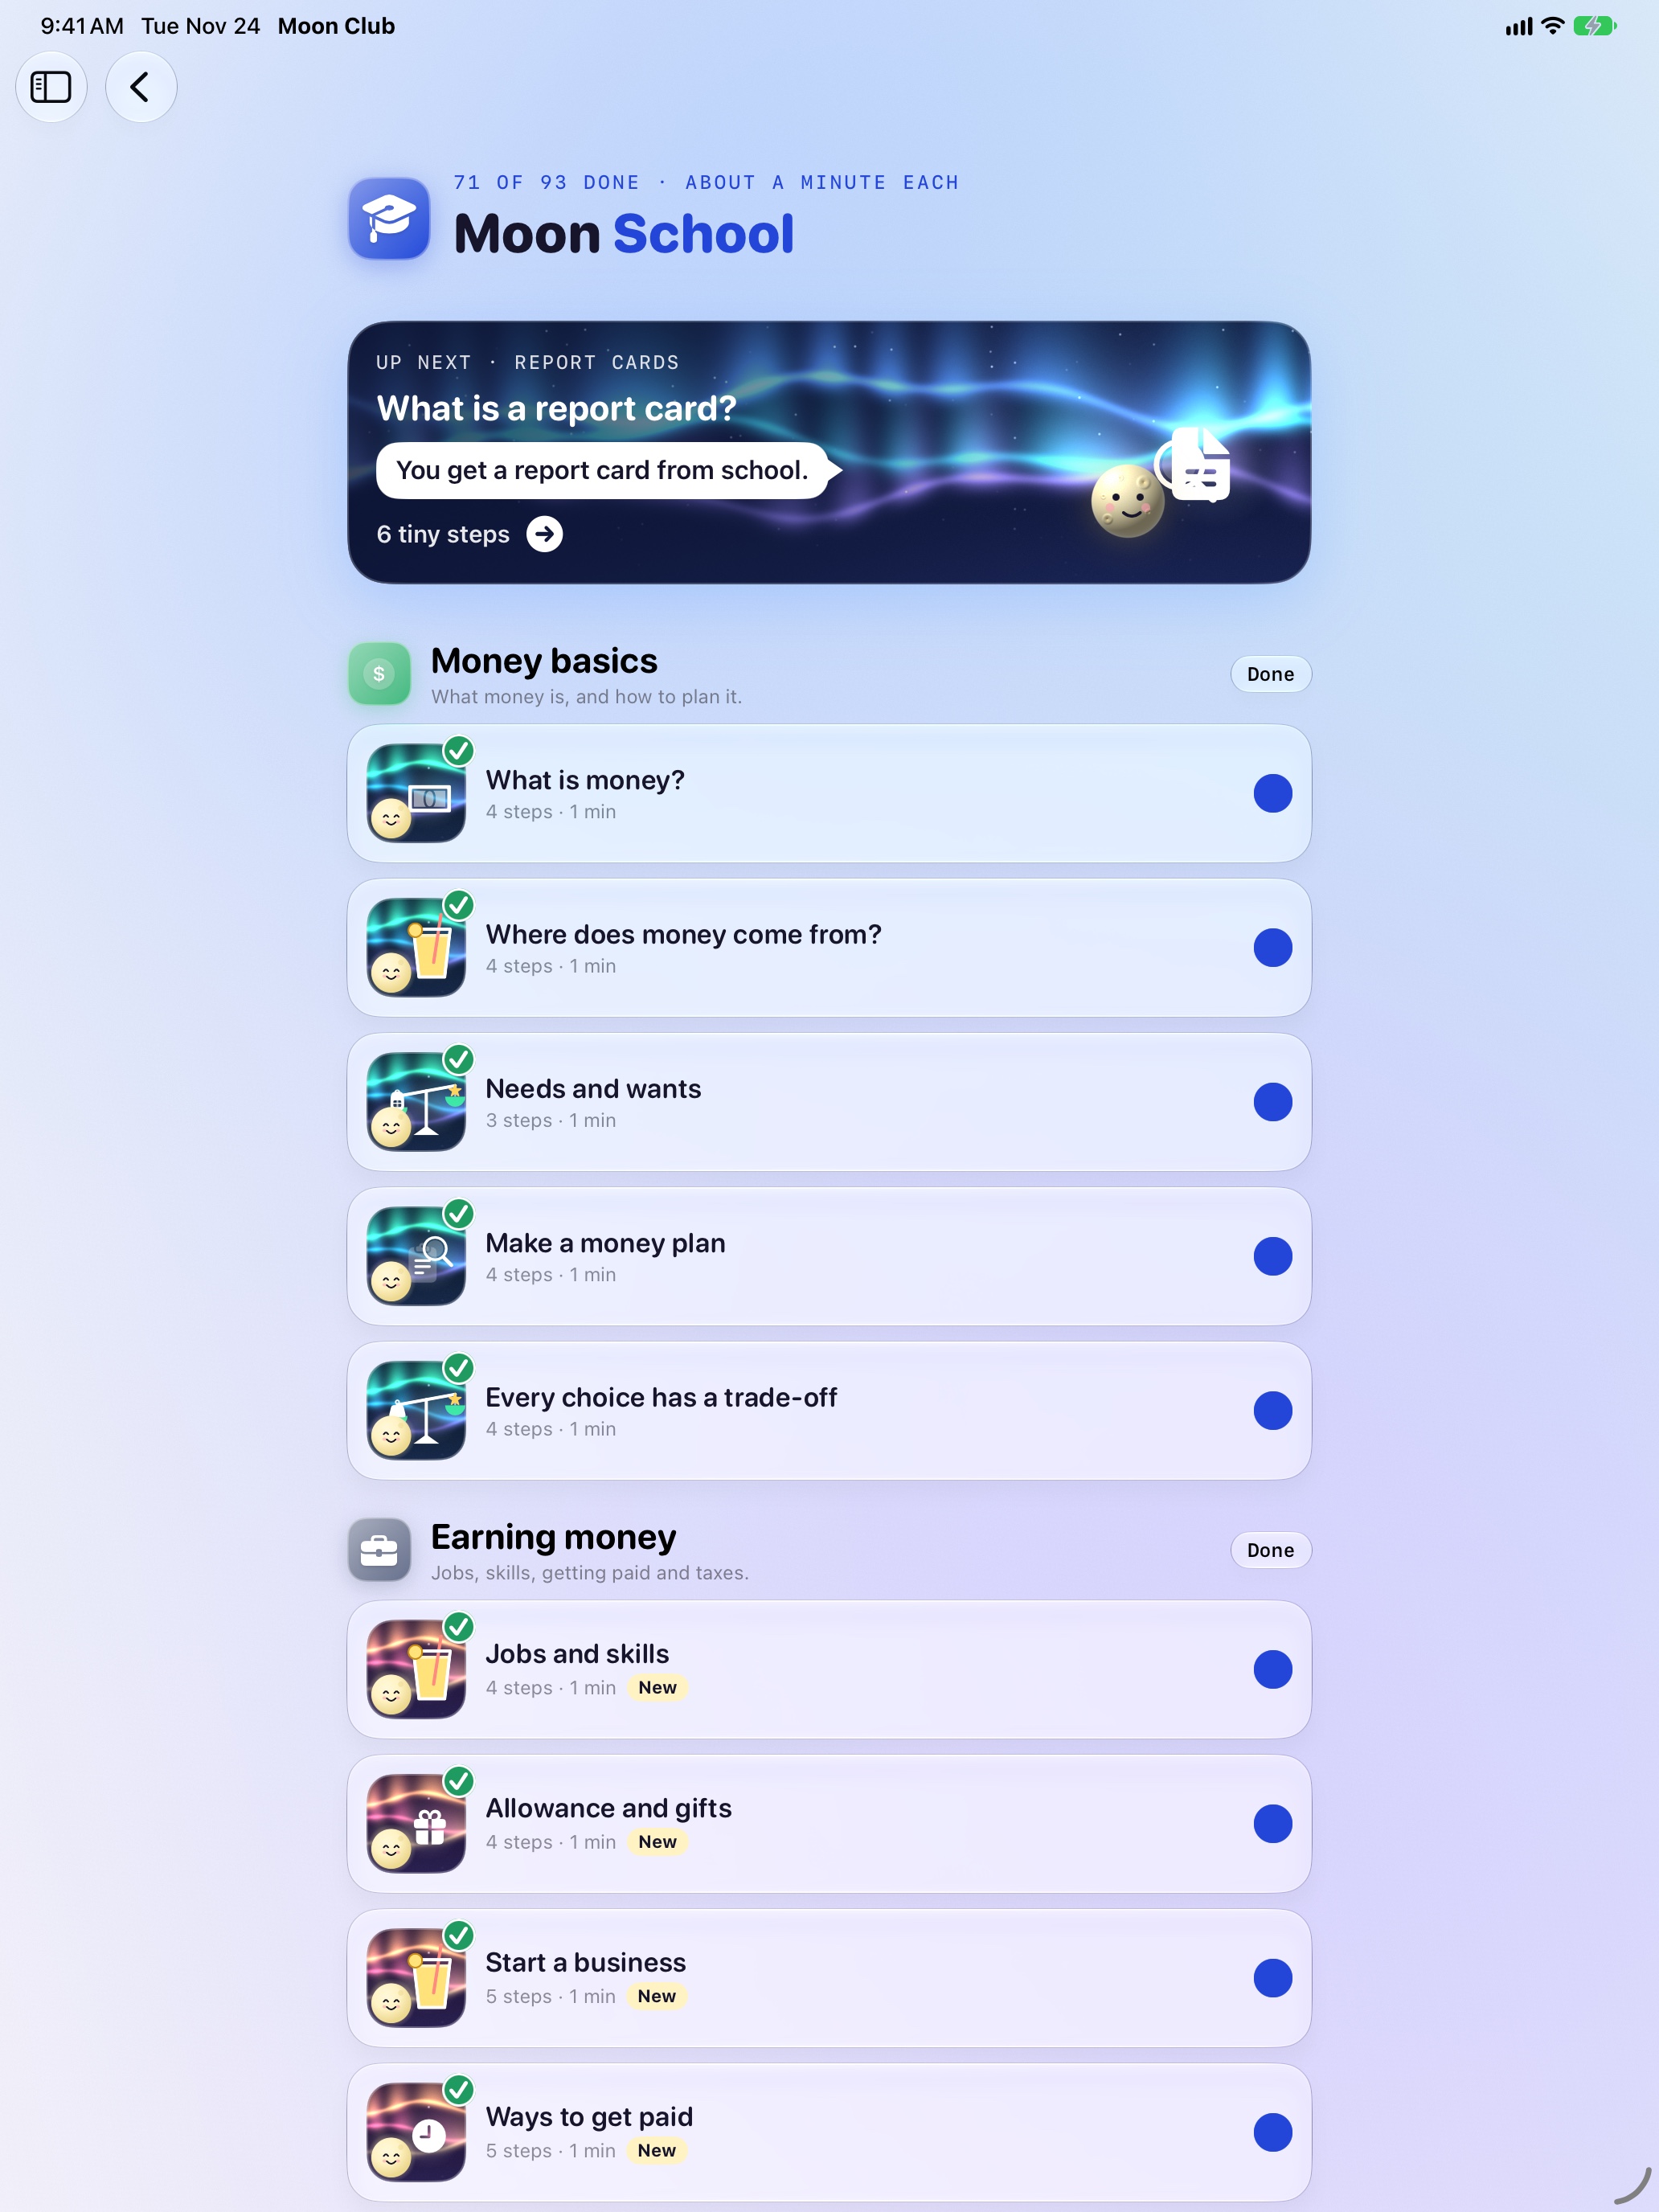 9:41 AM Tue Nov 24 Moon Club
71 OF 93 DONE · ABOUT A MINUTE EACH
Moon School
UP NEXT · REPORT CARDS
What is a report card?
You get a report card from school.
6 tiny steps
$
Money basics
Done
What money is, and how to plan it.
What is money?
4 steps · 1 min
Where does money come from?
4 steps · 1 min
Needs and wants
3 steps · 1 min
Make a money plan
4 steps · 1 min
Every choice has a trade-off
4 steps · 1 min
Earning money
Done
Jobs, skills, getting paid and taxes.
Jobs and skills
4 steps · 1 min New
Allowance and gifts
4 steps · 1 min New
Start a business
5 steps · 1 min New
Ways to get paid
5 steps · 1 min New